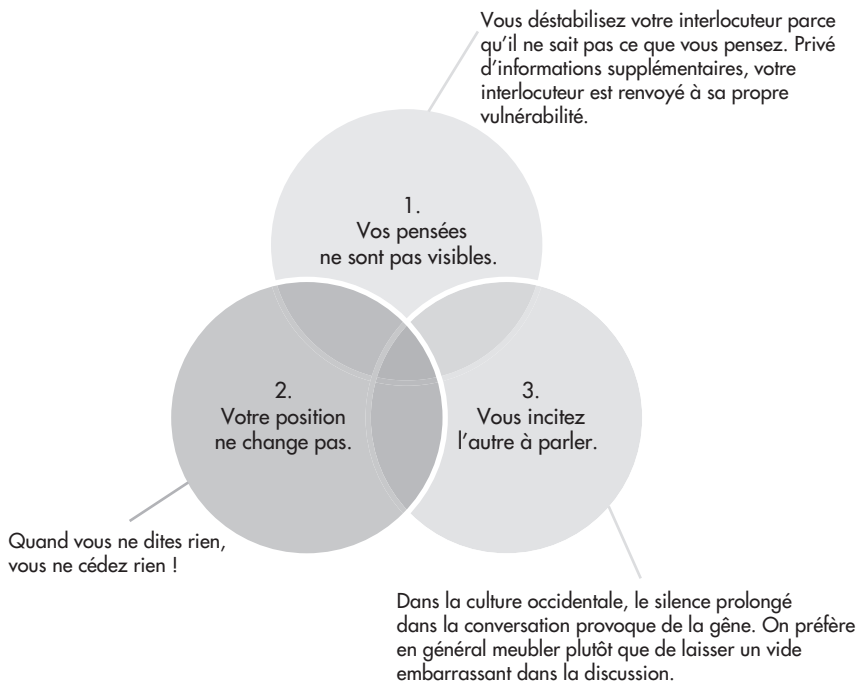 Vous déstabilisez votre interlocuteur parce
qu'il ne sait pas ce que vous pensez. Privé
d'informations supplémentaires, votre
interlocuteur est renvoyé à sa propre
vulnérabilité.
1.
Vos pensées
ne sont pas visibles.
2.
Votre position
ne change pas.
3.
Vous incitez
l'autre à parler.
Quand vous ne dites rien,
vous ne cédez rien !
Dans la culture occidentale, le silence prolongé
dans la conversation provoque de la gêne. On préfère
en général meubler plutôt que de laisser un vide
embarrassant dans la discussion.